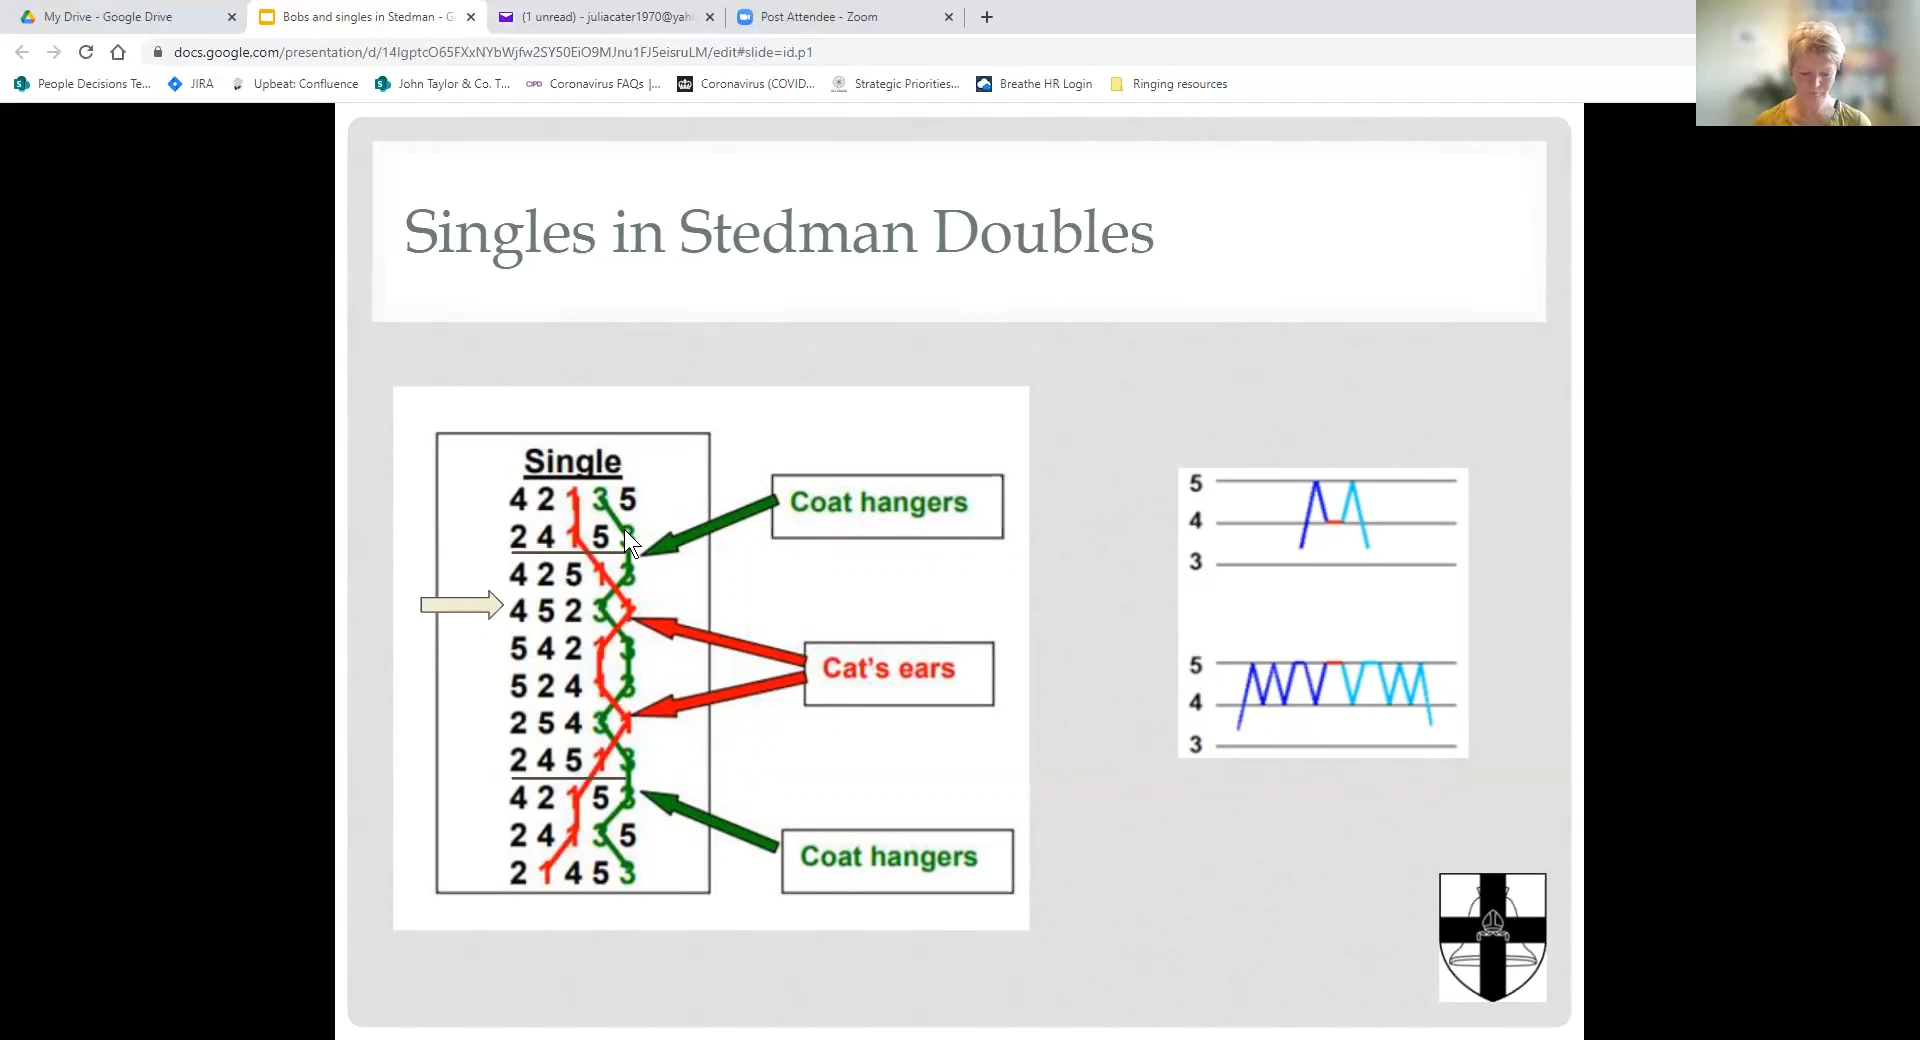 My Drive - Google Drive
Bobs and singles in Stedman - G
(1 unread) - juliacater1970@yah
Post Attendee - Zoom
docs.google.com/presentation/d/14lgptcO65FXxNYbWjfw2SY50EiO9MJnu1FJ5eisruLM/edit#slide=id.p1
People Decisions Te...
JIRA
Upbeat: Confluence
John Taylor & Co. T...
CIPD
Coronavirus FAQs |...
Coronavirus (COVID...
Strategic Priorities...
Breathe HR Login
Ringing resources
Singles in Stedman Doubles
Single
4 2 1 3 5
2 4 1 5 3
4 2 5 1 3
4 5 2 3 1
5 4 2 1 3
5 2 4 1 3
2 5 4 3 1
2 4 5 1 3
4 2 1 5 3
2 4 1 3 5
2 1 4 5 3
Coat hangers
Cat's ears
Coat hangers
5
4
3
5
4
3